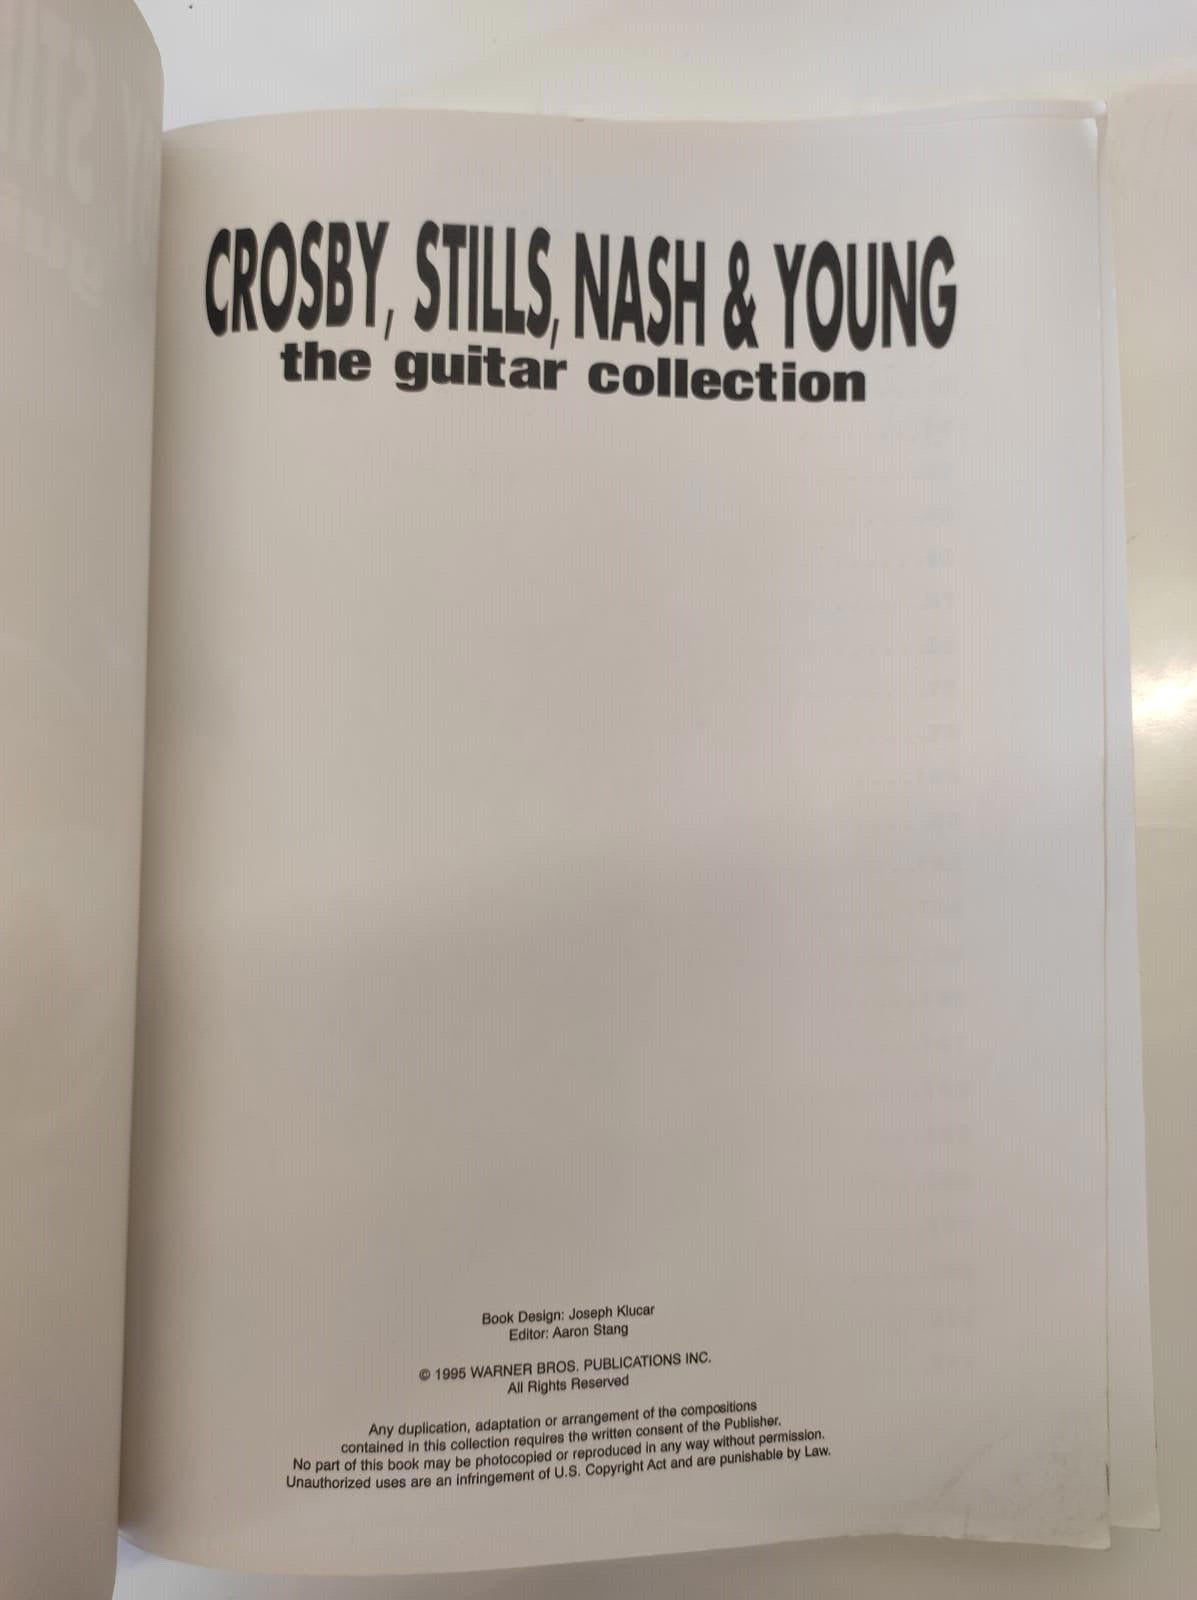 CROSBY, STILLS, NASH & YOUNG
the guitar collection
Book Design: Joseph Klucar
Editor: Aaron Stang
© 1995 WARNER BROS. PUBLICATIONS INC.
All Rights Reserved
Any duplication, adaptation or arrangement of the compositions
contained in this collection requires the written consent of the Publisher.
No part of this book may be photocopied or reproduced in any way without permission.
Unauthorized uses are an infringement of U.S. Copyright Act and are punishable by Law.